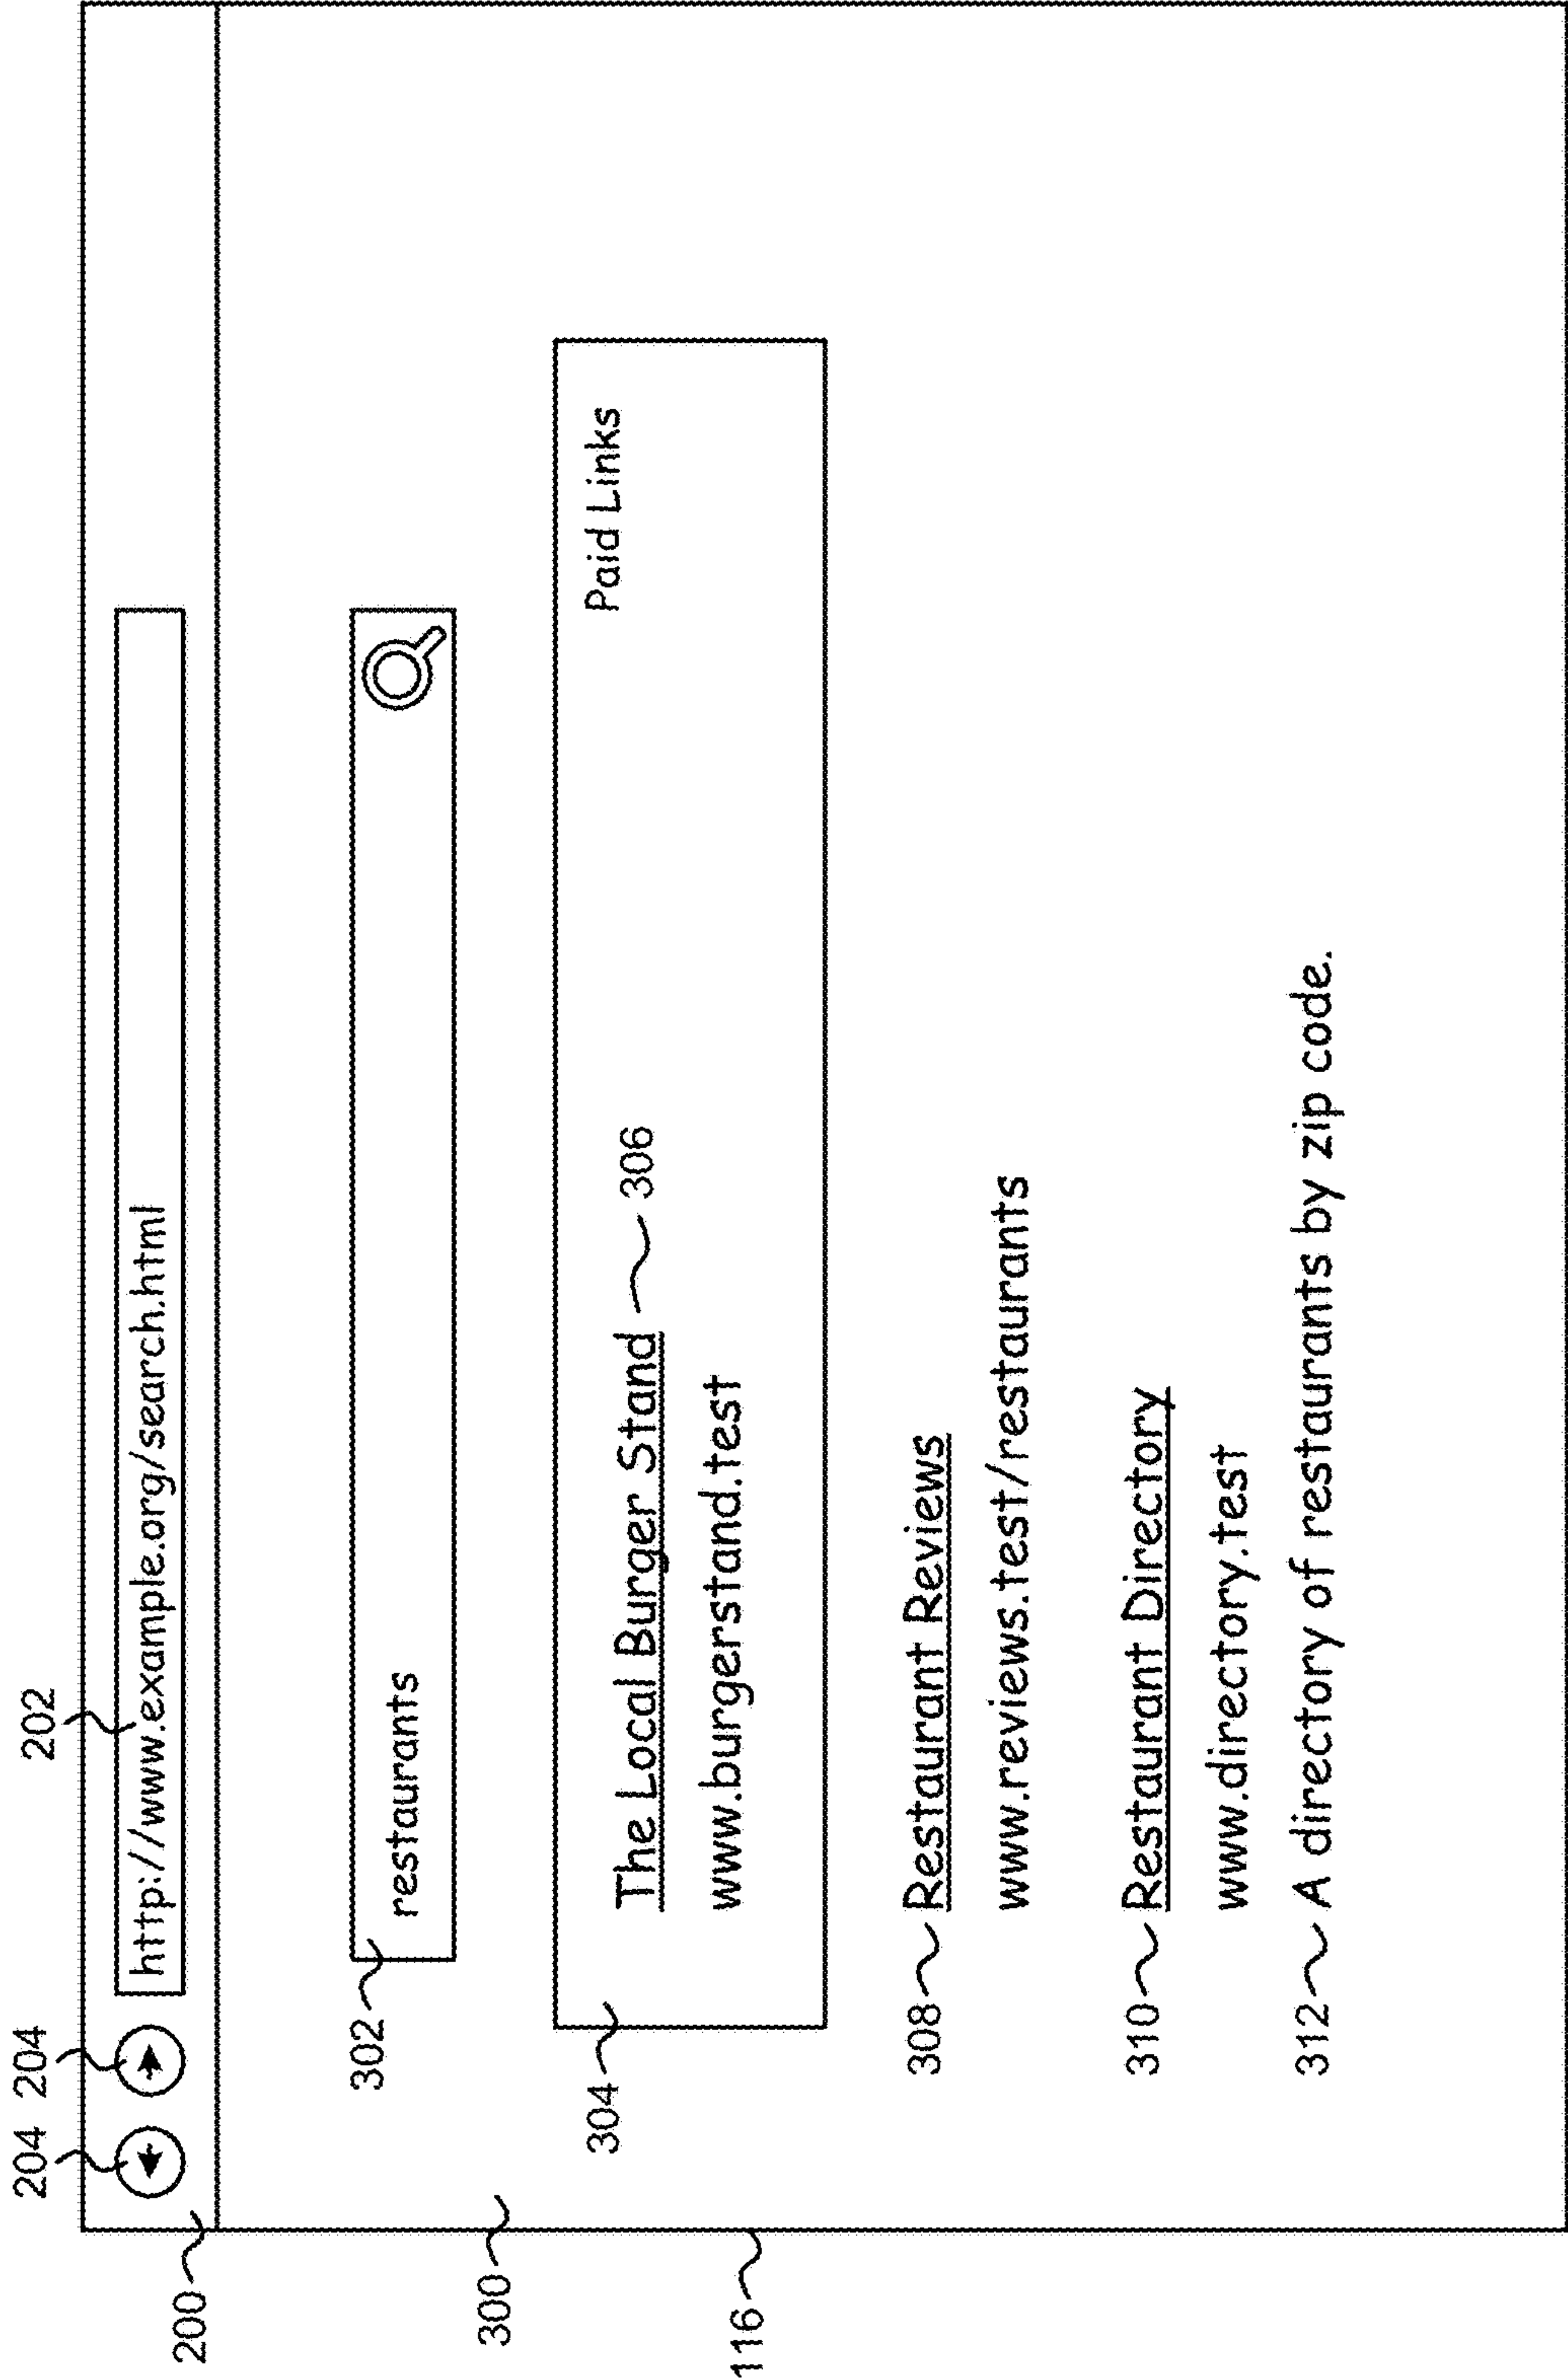 202
204 204
http://www.example.org/search.html
200
302
restaurants
300
304
Paid Links
The Local Burger Stand 306
www.burgerstand.test
116
308 Restaurant Reviews
www.reviews.test/restaurants
310 Restaurant Directory
www.directory.test
312 A directory of restaurants by zip code.